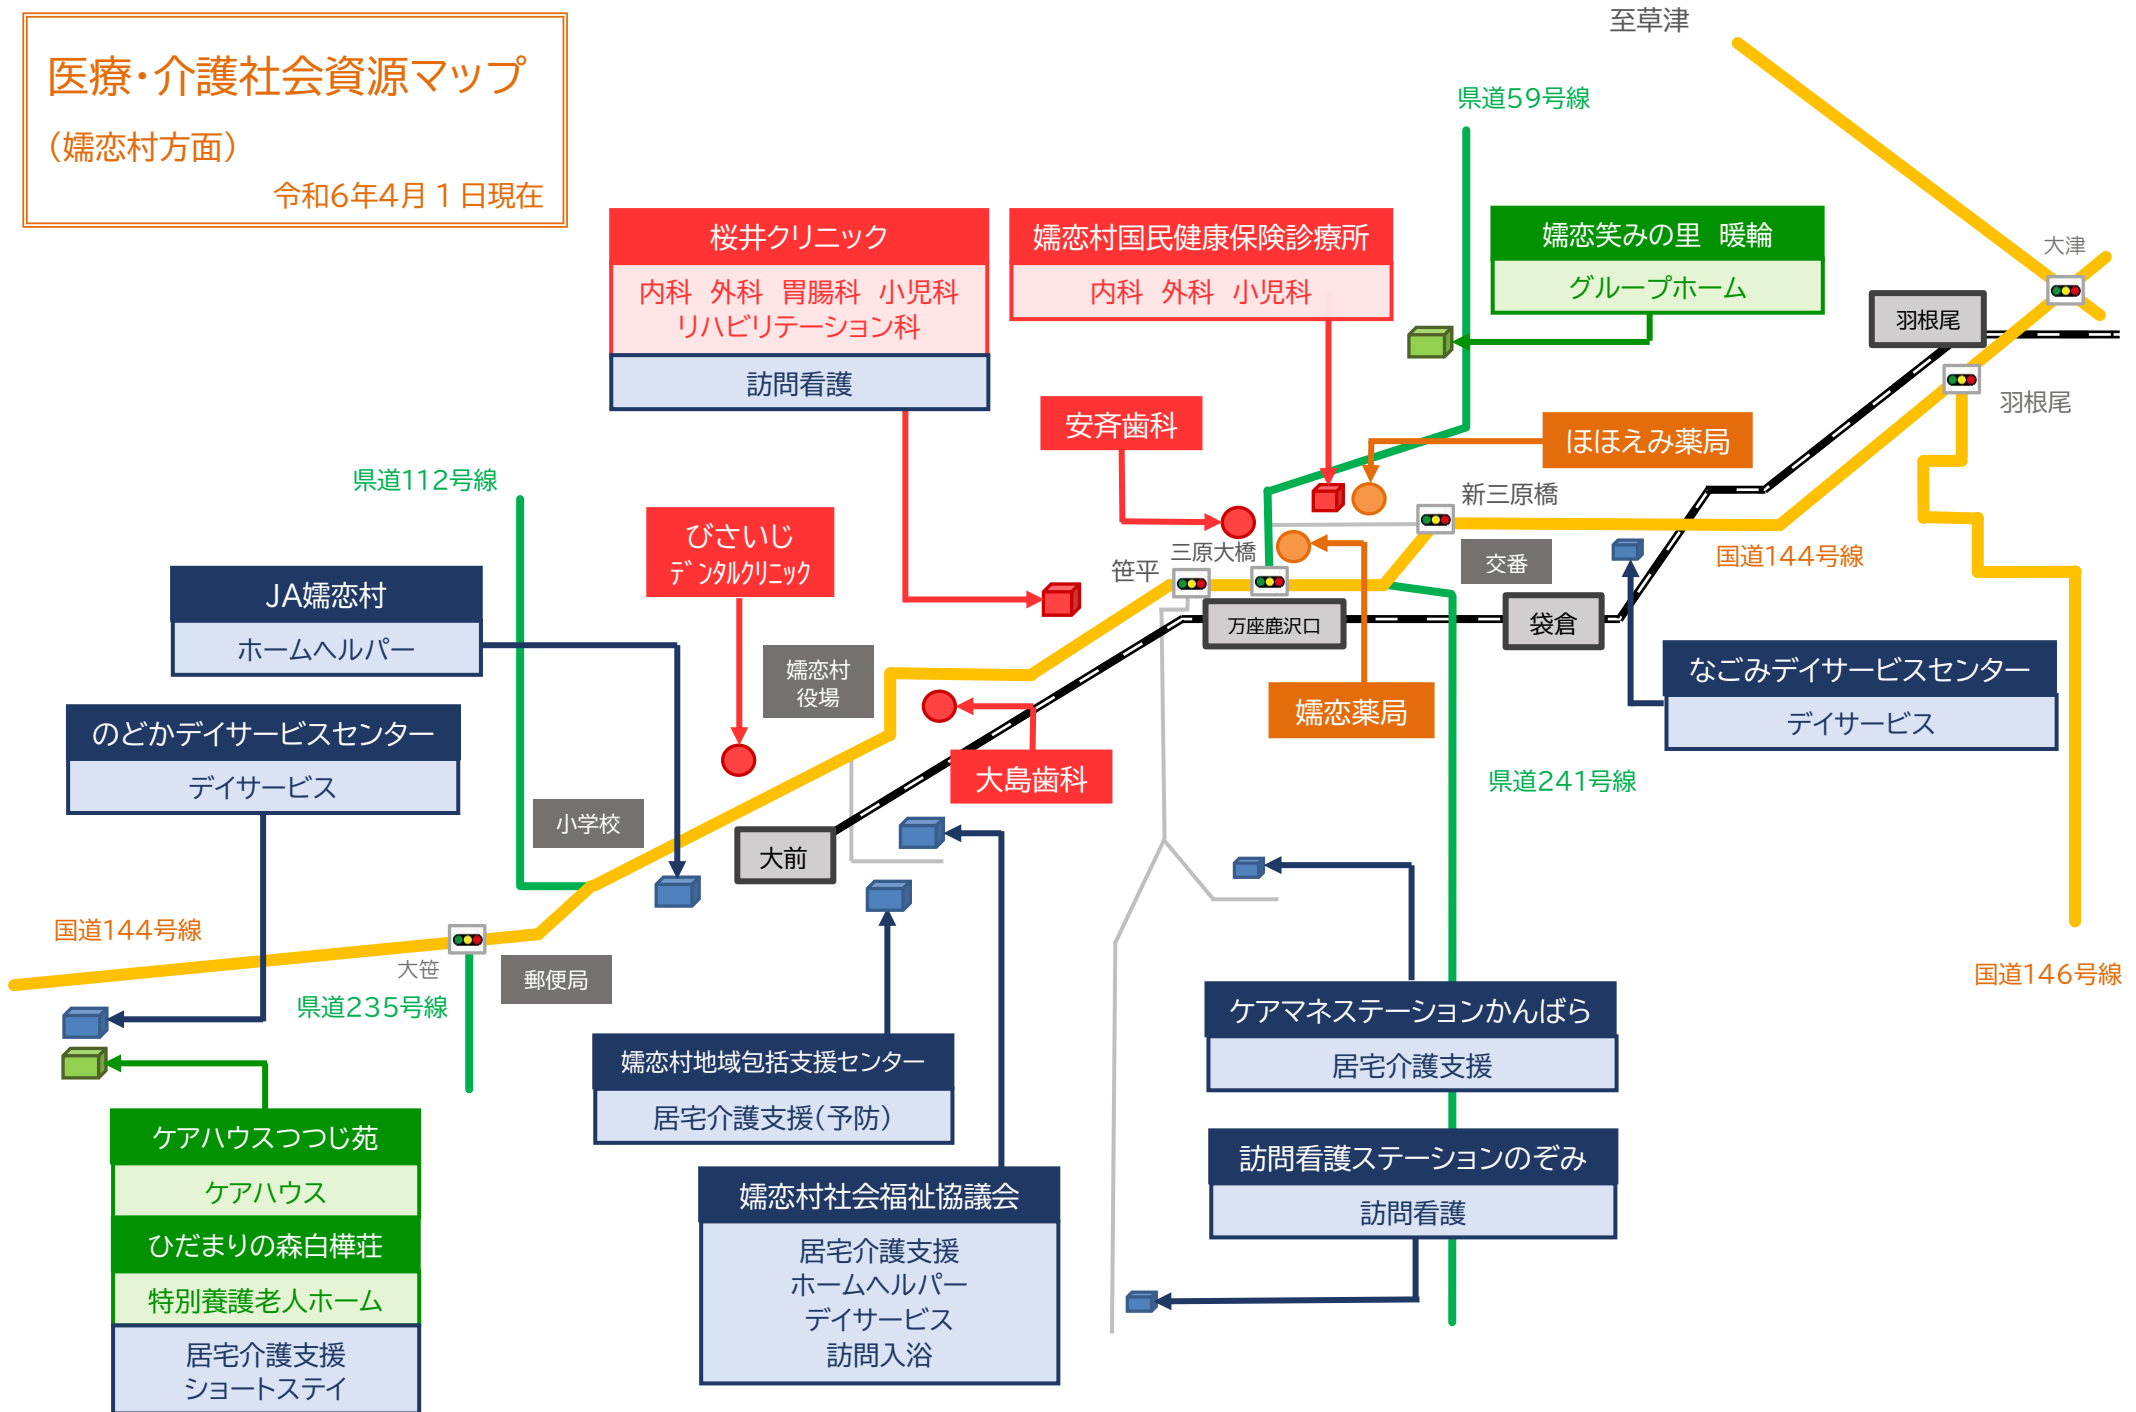 医療・介護社会資源マップ
（嬬恋村方面）
令和6年4月１日現在
至草津
県道59号線
桜井クリニック
内科　外科　胃腸科　小児科
リハビリテーション科
訪問看護
嬬恋村国民健康保険診療所
内科　外科　小児科
嬬恋笑みの里　暖輪
グループホーム
大津
羽根尾
羽根尾
安斉歯科
ほほえみ薬局
県道112号線
びさいじ
ﾃﾞﾝﾀﾙｸﾘﾆｯｸ
新三原橋
三原大橋
笹平
交番
国道144号線
JA嬬恋村
ホームヘルパー
万座鹿沢口
袋倉
嬬恋村
役場
なごみデイサービスセンター
デイサービス
嬬恋薬局
のどかデイサービスセンター
デイサービス
大島歯科
県道241号線
小学校
大前
国道144号線
大笹
郵便局
県道235号線
国道146号線
ケアマネステーションかんばら
居宅介護支援
嬬恋村地域包括支援センター
居宅介護支援（予防）
ケアハウスつつじ苑
ケアハウス
ひだまりの森白樺荘
特別養護老人ホーム
居宅介護支援
ショートステイ
嬬恋村社会福祉協議会
居宅介護支援
ホームヘルパー
デイサービス
訪問入浴
訪問看護ステーションのぞみ
訪問看護